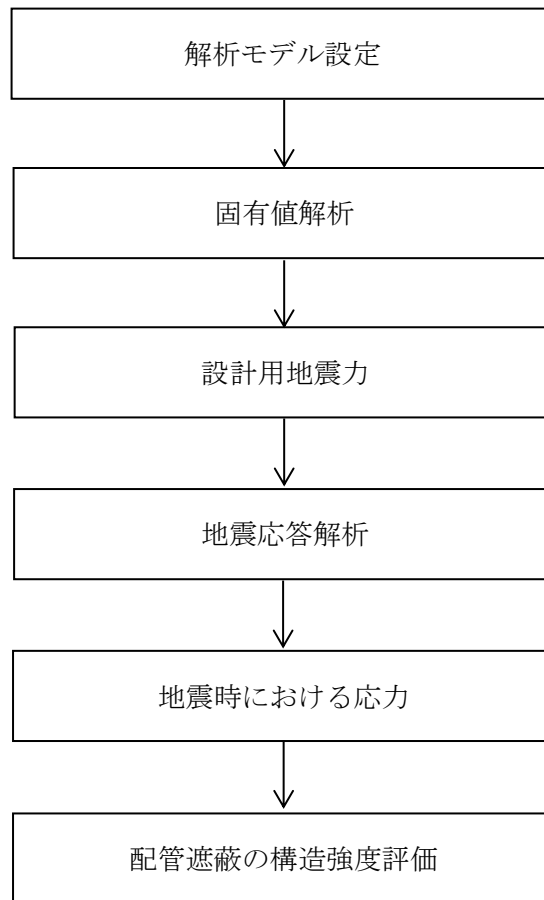 解析モデル設定
固有値解析
設計用地震力
地震応答解析
地震時における応力
配管遮蔽の構造強度評価